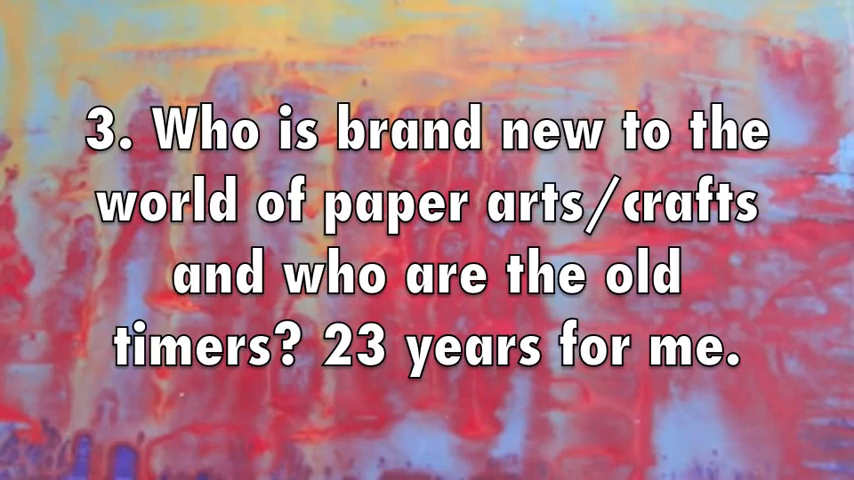 3. Who is brand new to the
world of paper arts/crafts
and who are the old
timers? 23 years for me.